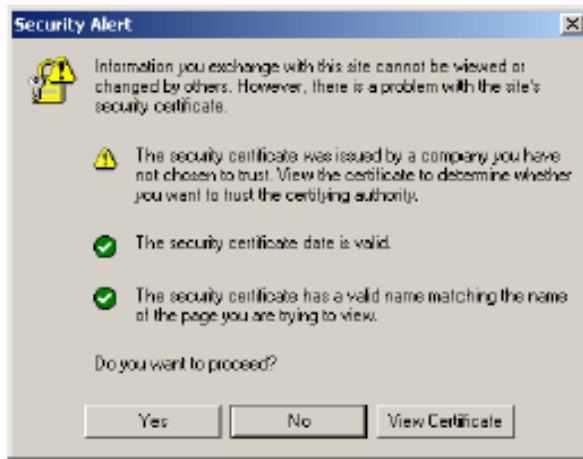 Security Alert
Information you exchange with this site cannot be viewed or
changed by others. However, there is a problem with the site's
security certificate.
The security certificate was issued by a company you have
not chosen to trust. View the certificate to determine whether
you want to trust the certifying authority.
The security certificate date is valid.
The security certificate has a valid name matching the name
of the page you are trying to view.
Do you want to proceed?
Yes No View Certificate